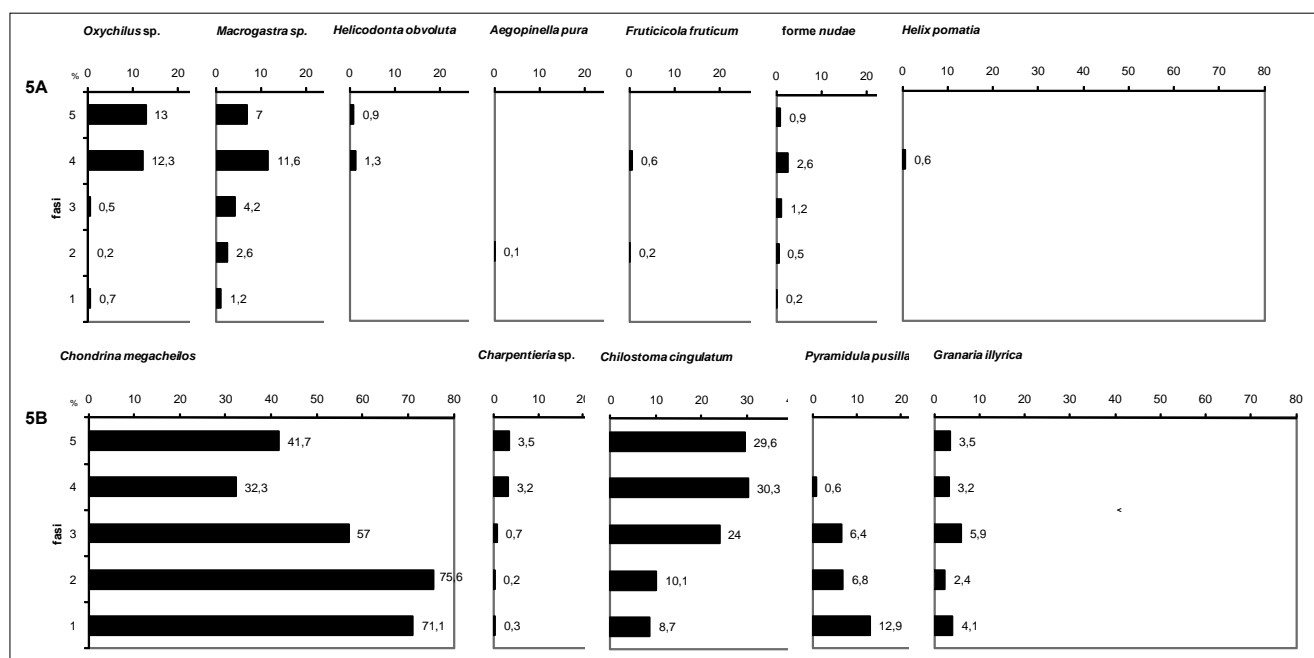 Oxychilus sp. Macrogastra sp. Helicodonta obvoluta Aegopinella pura Fruticicola fruticum forme nudae Helix pomatia
% 0 10 20 0 10 20 0 10 20 0 10 20 0 10 20 0 10 20 0 10 20 30 40 50 60 70 80
5A
5 13 7 0,9 0,9
4 12,3 11,6 1,3 0,6 2,6 0,6
fasi
3 0,5 4,2 1,2
2 0,2 2,6 0,1 0,2 0,5
1 0,7 1,2 0,2
Chondrina megacheilos Charpentieria sp. Chilostoma cingulatum Pyramidula pusilla Granaria illyrica
% 0 10 20 30 40 50 60 70 80 0 10 20 0 10 20 30 0 10 20 0 10 20 30 40 50 60 70 80
5B
5 41,7 3,5 29,6 3,5
4 32,3 3,2 30,3 0,6 3,2
<
fasi
3 57 0,7 24 6,4 5,9
2 75,6 0,2 10,1 6,8 2,4
1 71,1 0,3 8,7 12,9 4,1